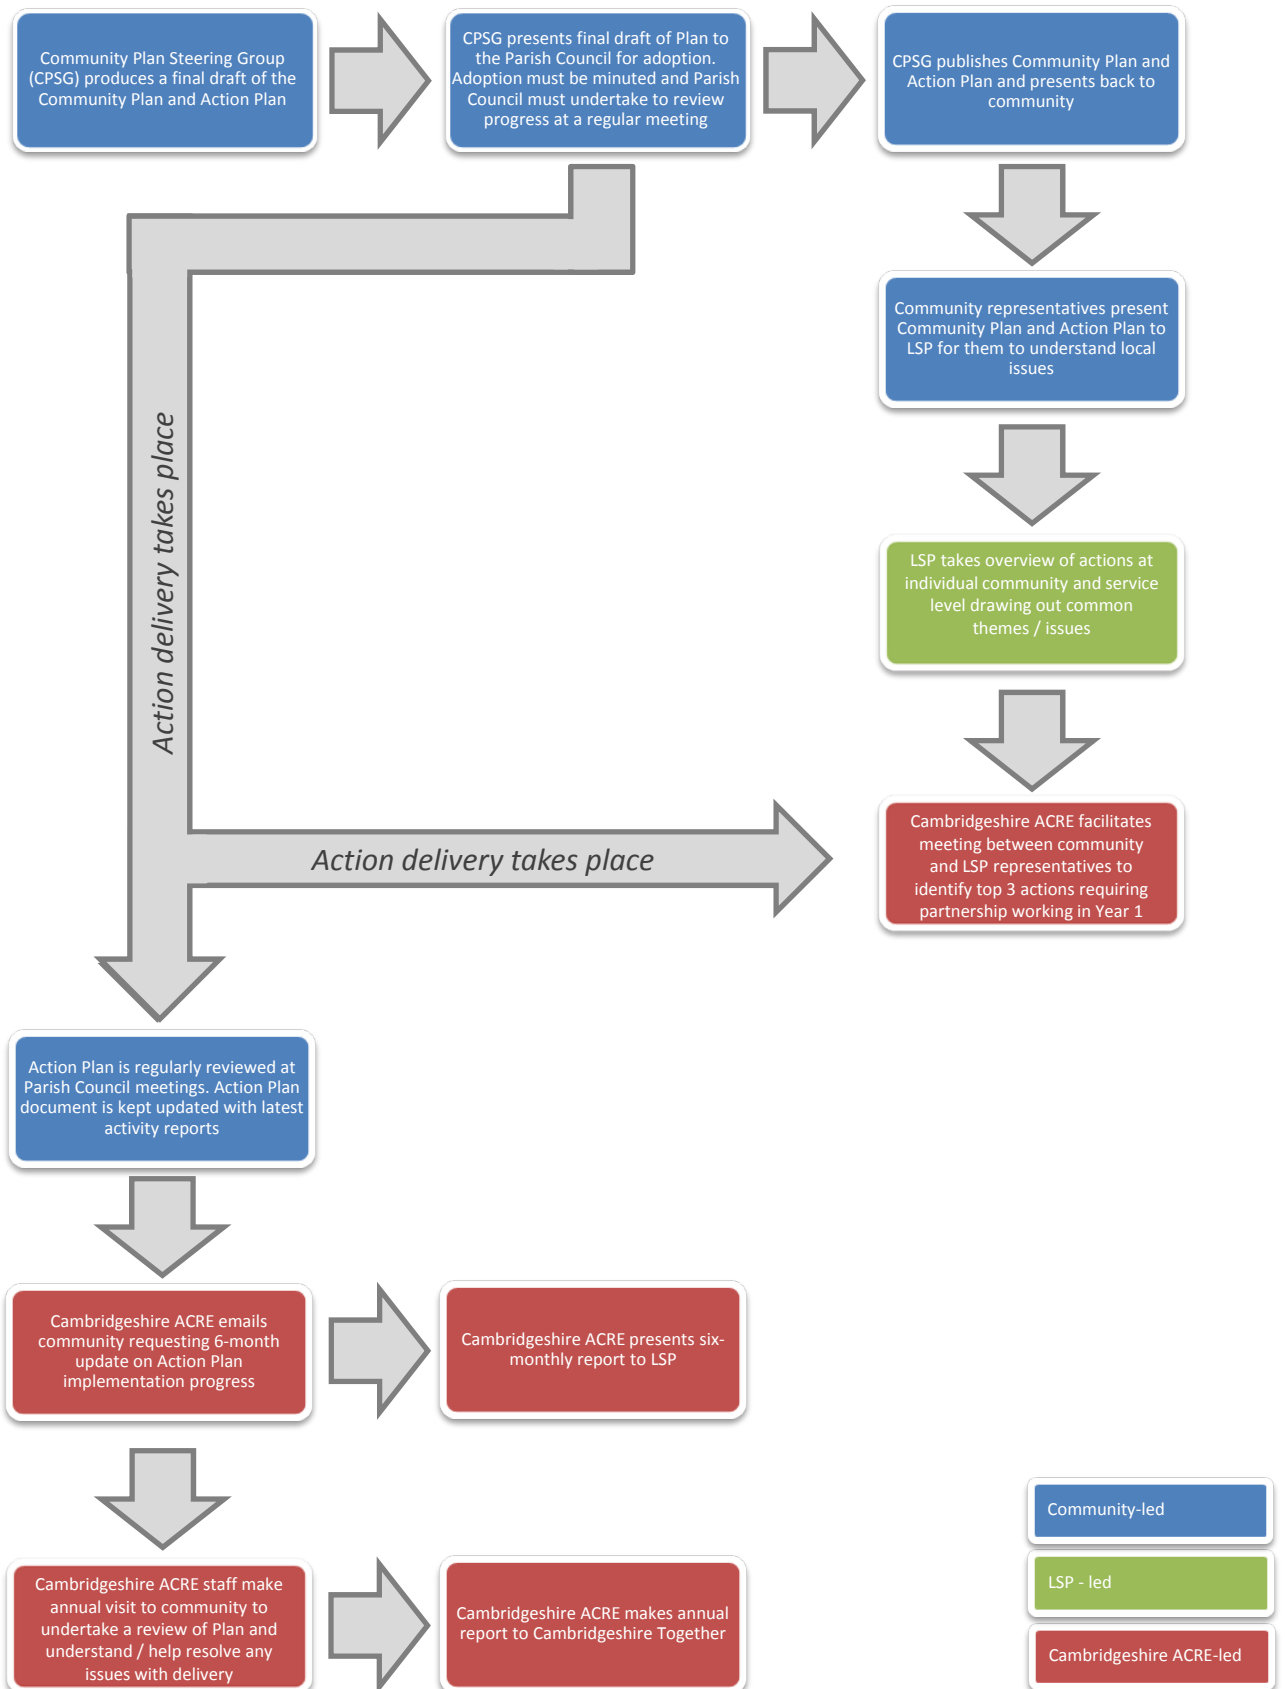 Community Plan Steering Group
(CPSG) produces a final draft of the
Community Plan and Action Plan
CPSG presents final draft of Plan to
the Parish Council for adoption.
Adoption must be minuted and Parish
Council must undertake to review
progress at a regular meeting
CPSG publishes Community Plan and
Action Plan and presents back to
community
Community representatives present
Community Plan and Action Plan to
LSP for them to understand local
issues
LSP takes overview of actions at
individual community and service
level drawing out common
themes / issues
Action delivery takes place
Action delivery takes place
Cambridgeshire ACRE facilitates
meeting between community
and LSP representatives to
identify top 3 actions requiring
partnership working in Year 1
Action Plan is regularly reviewed at
Parish Council meetings. Action Plan
document is kept updated with latest
activity reports
Cambridgeshire ACRE emails
community requesting 6-month
update on Action Plan
implementation progress
Cambridgeshire ACRE presents six-
monthly report to LSP
Cambridgeshire ACRE staff make
annual visit to community to
undertake a review of Plan and
understand / help resolve any
issues with delivery
Cambridgeshire ACRE makes annual
report to Cambridgeshire Together
Community-led
LSP - led
Cambridgeshire ACRE-led